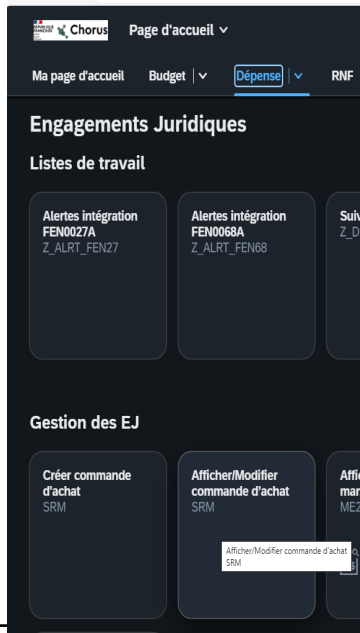 Chorus
Page d'accueil
Ma page d'accueil
Budget
Dépense
RNF
Engagements Juridiques
Listes de travail
Alertes intégration
FEN0027A
Z_ALRT_FEN27
Alertes intégration
FEN0068A
Z_ALRT_FEN68
Gestion des EJ
Créer commande
d'achat
SRM
Afficher/Modifier
commande d'achat
SRM
Afficher/Modifier commande d'achat
SRM